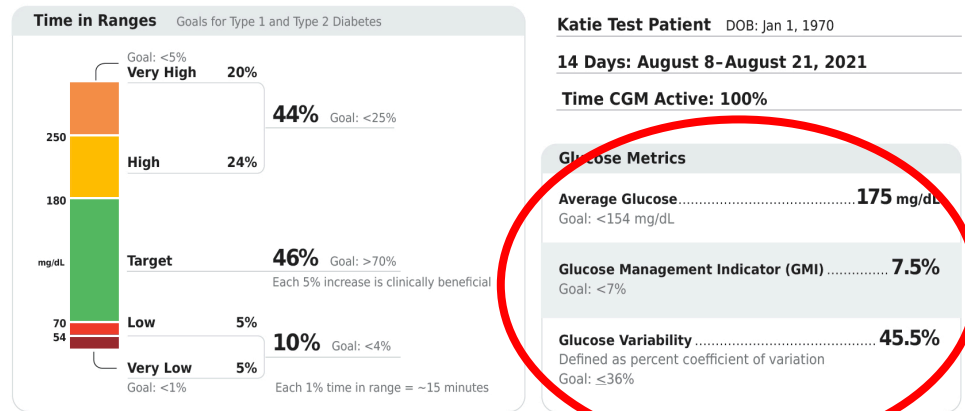 Time in Ranges Goals for Type 1 and Type 2 Diabetes
Goal: <5%
Very High 20%
44% Goal: <25%
250
High 24%
180
mg/dL
Target 46% Goal: >70%
Each 5% increase is clinically beneficial
70
Low 5%
54
10% Goal: <4%
Very Low 5%
Goal: <1%
Each 1% time in range = ~15 minutes
Katie Test Patient DOB: Jan 1, 1970
14 Days: August 8–August 21, 2021
Time CGM Active: 100%
Glucose Metrics
Average Glucose 175 mg/dL
Goal: <154 mg/dL
Glucose Management Indicator (GMI) 7.5%
Goal: <7%
Glucose Variability 45.5%
Defined as percent coefficient of variation
Goal: ≤36%